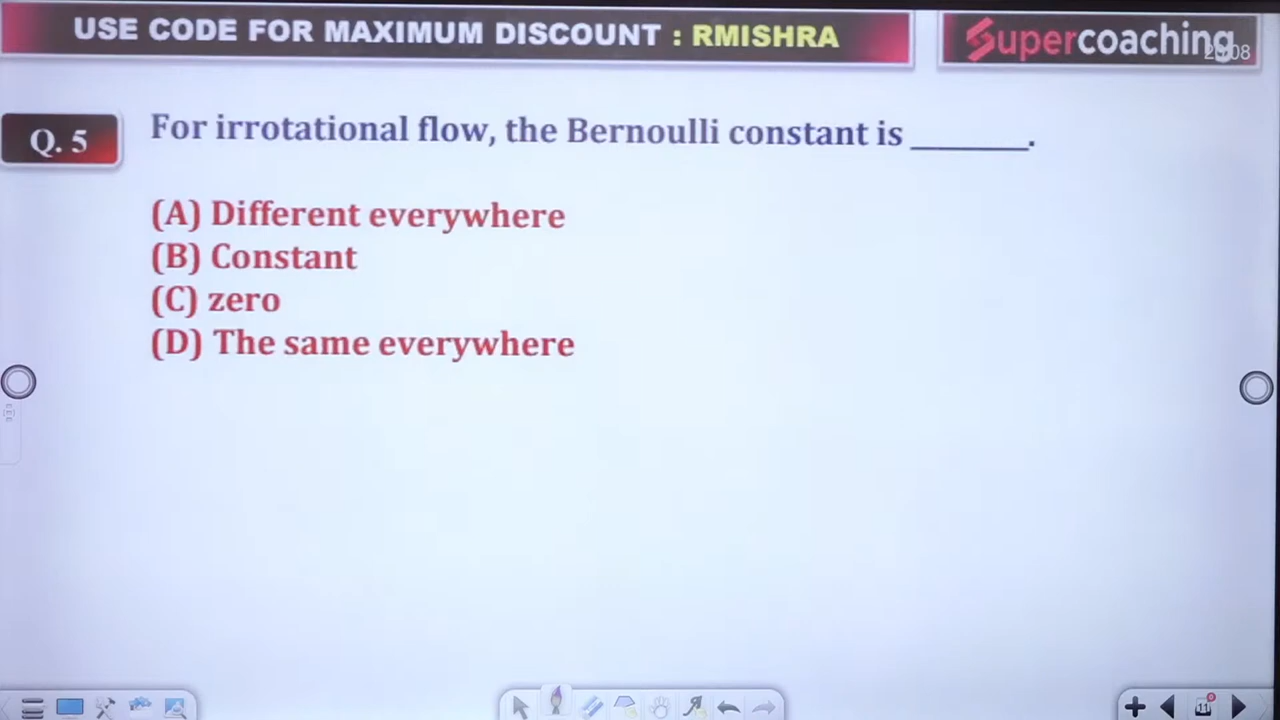 USE CODE FOR MAXIMUM DISCOUNT : RMISHRA
Supercoaching
Q. 5
For irrotational flow, the Bernoulli constant is ________.
(A) Different everywhere
(B) Constant
(C) zero
(D) The same everywhere
11